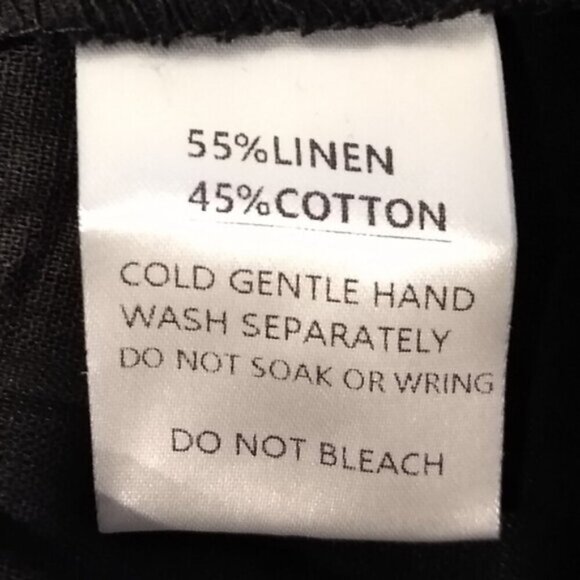 55%LINEN
45%COTTON
COLD GENTLE HAND
WASH SEPARATELY
DO NOT SOAK OR WRING
DO NOT BLEACH